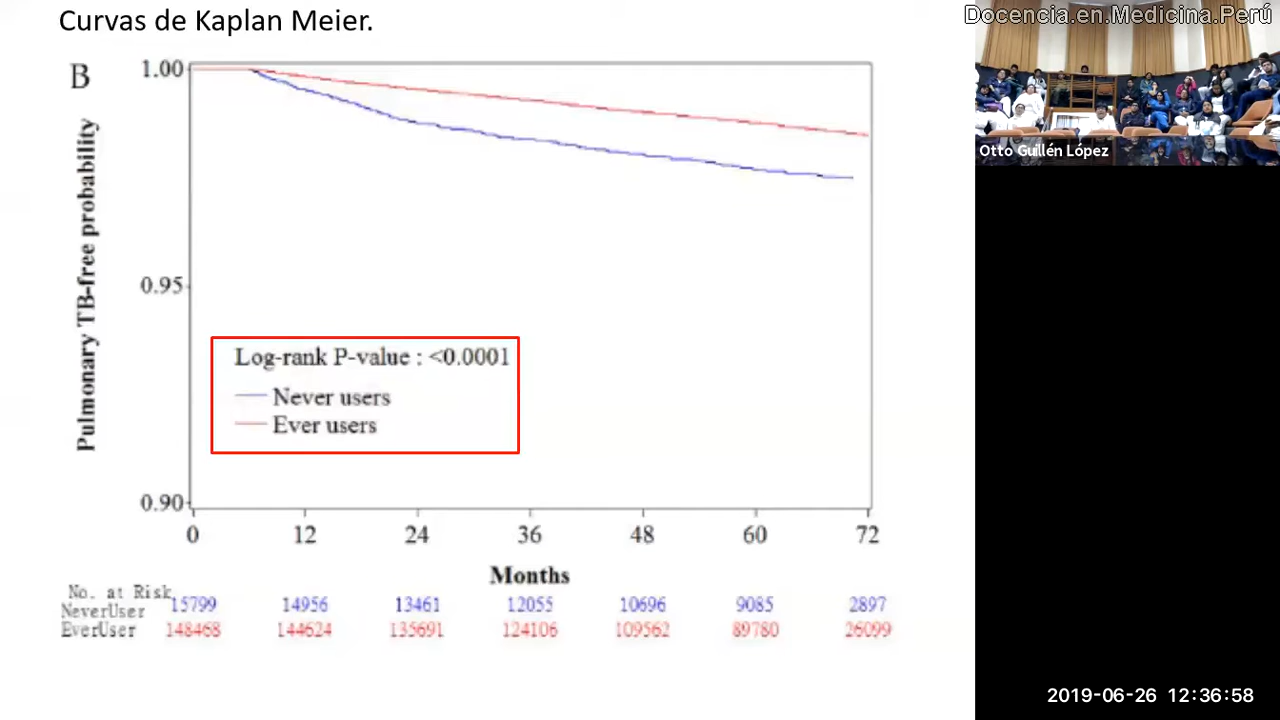 Curvas de Kaplan Meier.
Docencia.en.Medicina.Perú
Otto Guillén López
B
Pulmonary TB-free probability
1.00
0.95
0.90
Log-rank P-value : <0.0001
Never users
Ever users
0 12 24 36 48 60 72
Months
No. at Risk
NeverUser 15799 14956 13461 12055 10696 9085 2897
EverUser 148468 144624 135691 124106 109562 89780 26099
2019-06-26 12:36:58